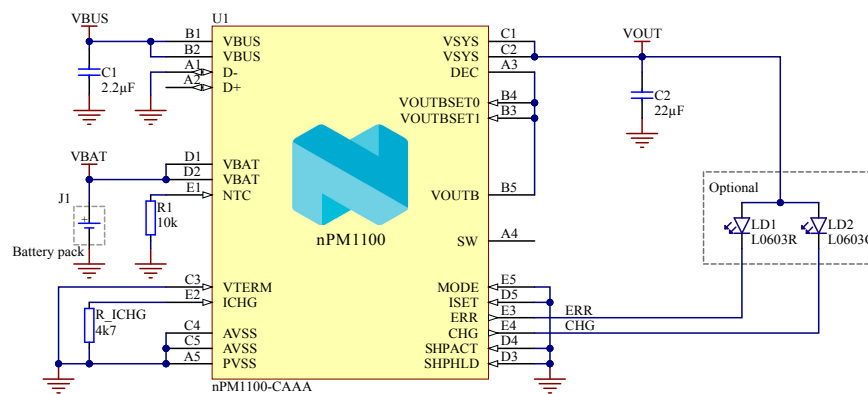 U1
VBUS
B1 VBUS
B2 VBUS
A1 D-
A2 D+
C1
2.2µF
VBAT
D1 VBAT
D2 VBAT
E1 NTC
J1
Battery pack
R1
10k
C3 VTERM
E2 ICHG
R_ICHG
4k7
C4 AVSS
C5 AVSS
A5 PVSS
nPM1100
nPM1100-CAAA
VSYS C1
VSYS C2
DEC A3
VOUTBSET0 B4
VOUTBSET1 B3
VOUTB B5
SW A4
MODE E5
ISET D5
ERR E3 ERR
CHG E4 CHG
SHPACT D4
SHPHLD D3
VOUT
C2
22µF
Optional
LD1
L0603R
LD2